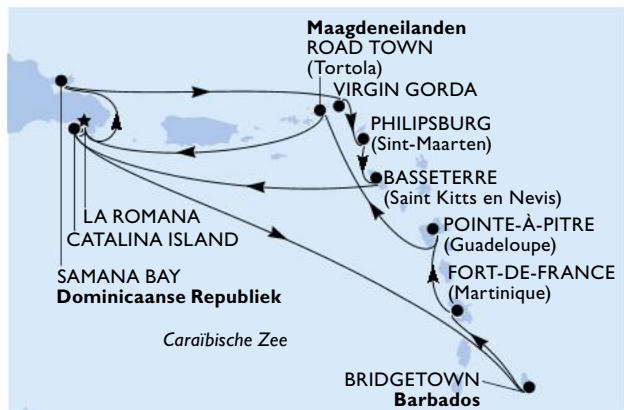 Maagdeneilanden
ROAD TOWN
(Tortola)
VIRGIN GORDA
PHILIPSBURG
(Sint-Maarten)
BASSETERRE
(Saint Kitts en Nevis)
LA ROMANA
CATALINA ISLAND
POINTE-À-PITRE
(Guadeloupe)
SAMANA BAY
Dominicaanse Republiek
FORT-DE-FRANCE
(Martinique)
Caraïbische Zee
BRIDGETOWN
Barbados